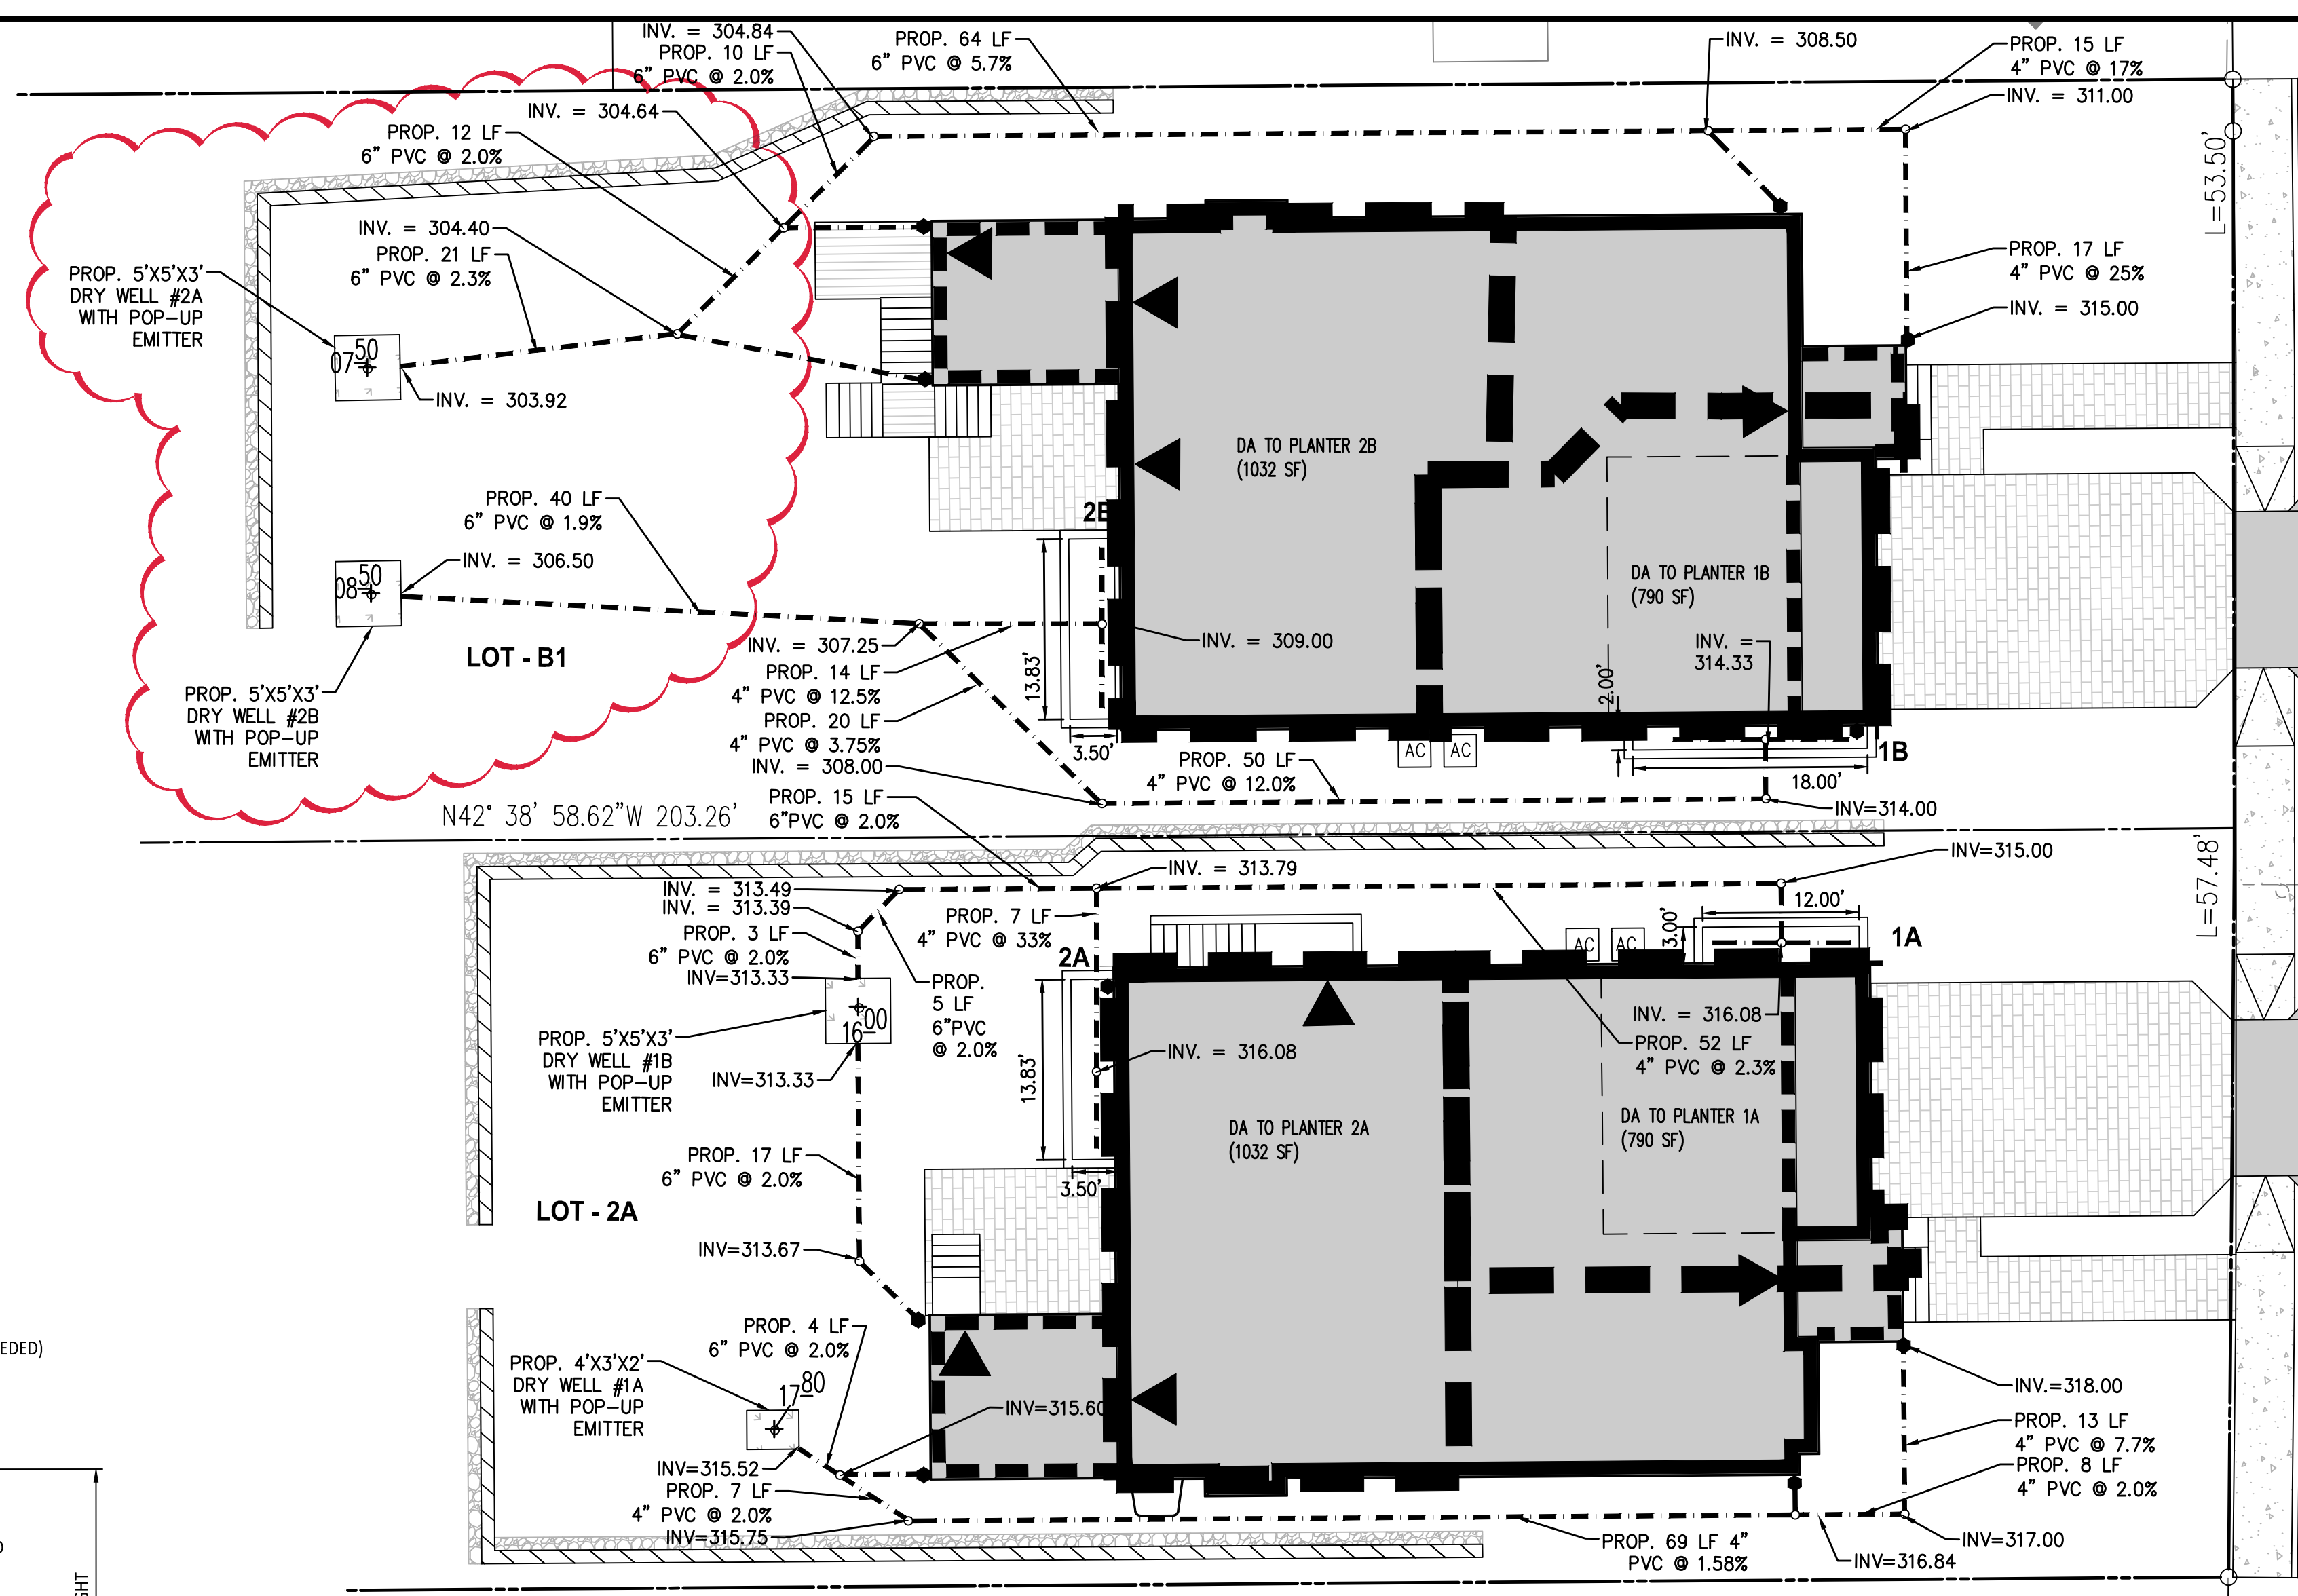 INV. = 304.84
PROP. 10 LF
6" PVC @ 2.0%
PROP. 64 LF
6" PVC @ 5.7%
INV. = 308.50
PROP. 15 LF
4" PVC @ 17%
INV. = 311.00
INV. = 304.64
PROP. 12 LF
6" PVC @ 2.0%
L=53.50'
INV. = 304.40
PROP. 21 LF
6" PVC @ 2.3%
PROP. 17 LF
4" PVC @ 25%
INV. = 315.00
PROP. 5'X5'X3'
DRY WELL #2A
WITH POP-UP
EMITTER
07 50
INV. = 303.92
DA TO PLANTER 2B
(1032 SF)
PROP. 40 LF
6" PVC @ 1.9%
INV. = 306.50
08 50
DA TO PLANTER 1B
(790 SF)
INV. = 307.25
INV. = 309.00
INV. =
314.33
LOT - B1
PROP. 14 LF
4" PVC @ 12.5%
PROP. 20 LF
4" PVC @ 3.75%
INV. = 308.00
13.83'
3.50'
2.00'
PROP. 5'X5'X3'
DRY WELL #2B
WITH POP-UP
EMITTER
AC
AC
1B
PROP. 50 LF
4" PVC @ 12.0%
18.00'
INV=314.00
N42° 38' 58.62"W 203.26'
PROP. 15 LF
6"PVC @ 2.0%
INV=315.00
L=57.48'
INV. = 313.79
INV. = 313.49
INV. = 313.39
PROP. 3 LF
6" PVC @ 2.0%
INV=313.33
PROP. 7 LF
4" PVC @ 33%
12.00'
3.00'
AC
AC
1A
2A
PROP.
5 LF
6"PVC
@ 2.0%
16 00
PROP. 5'X5'X3'
DRY WELL #1B
WITH POP-UP
EMITTER
INV=313.33
13.83'
INV. = 316.08
INV. = 316.08
PROP. 52 LF
4" PVC @ 2.3%
DA TO PLANTER 2A
(1032 SF)
DA TO PLANTER 1A
(790 SF)
PROP. 17 LF
6" PVC @ 2.0%
3.50'
LOT - 2A
INV=313.67
PROP. 4 LF
6" PVC @ 2.0%
EDED)
PROP. 4'X3'X2'
DRY WELL #1A
WITH POP-UP
EMITTER
17 80
INV=315.60
INV.=318.00
PROP. 13 LF
4" PVC @ 7.7%
PROP. 8 LF
4" PVC @ 2.0%
INV=315.52
PROP. 7 LF
4" PVC @ 2.0%
INV=315.75
PROP. 69 LF 4"
PVC @ 1.58%
INV=317.00
INV=316.84
GHT